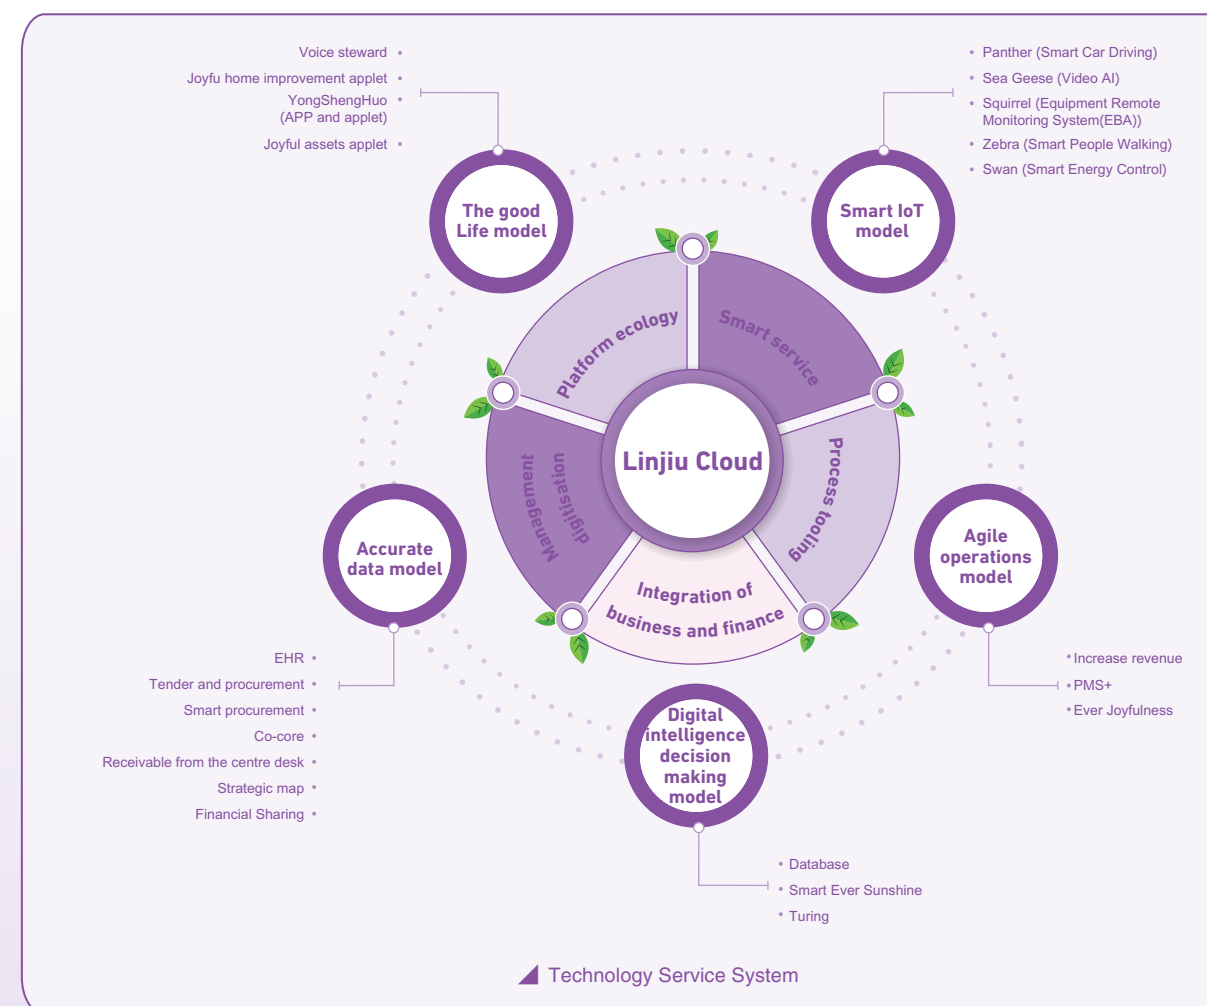 Voice steward •
Joyfu home improvement applet •
YongShengHuo •
(APP and applet)
Joyful assets applet •
• Panther (Smart Car Driving)
• Sea Geese (Video AI)
• Squirrel (Equipment Remote
Monitoring System(EBA))
• Zebra (Smart People Walking)
• Swan (Smart Energy Control)
The good
Life model
Smart IoT
model
Platform ecology
Smart service
Management
digitisation
Linjiu Cloud
Process tooling
Integration of
business and finance
Accurate
data model
Agile
operations
model
Digital
intelligence
decision
making
model
EHR •
Tender and procurement •
Smart procurement •
Co-core •
Receivable from the centre desk •
Strategic map •
Financial Sharing •
• Increase revenue
• PMS+
• Ever Joyfulness
• Database
• Smart Ever Sunshine
• Turing
Technology Service System